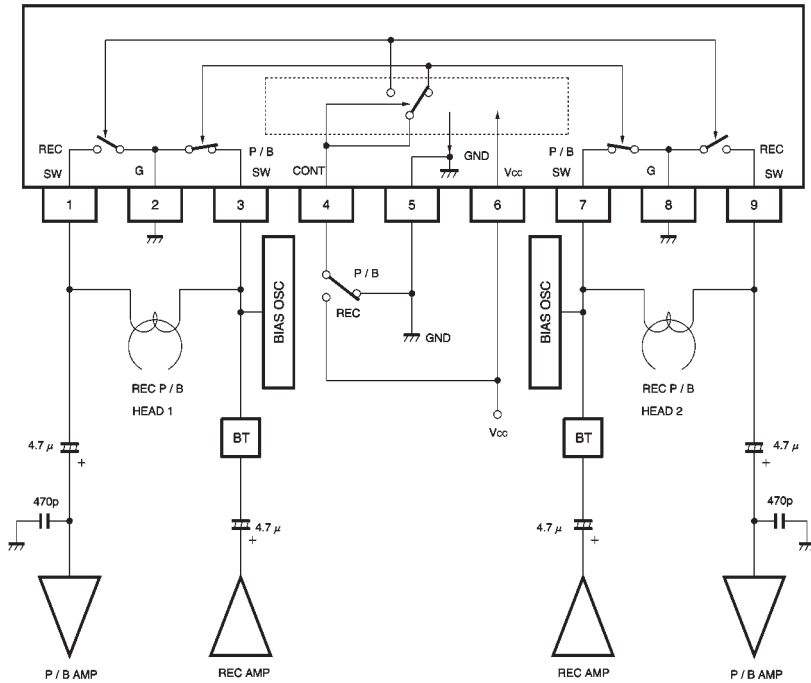 REC
P / B
P / B
REC
G
CONT
GND
Vcc
G
SW
SW
SW
SW
1
2
3
4
5
6
7
8
9
BIAS OSC
P / B
REC
GND
BIAS OSC
REC P / B
HEAD 1
REC P / B
HEAD 2
Vcc
BT
BT
4.7 μ
+
4.7 μ
+
470p
470p
4.7 μ
+
4.7 μ
+
P / B AMP
REC AMP
REC AMP
P / B AMP